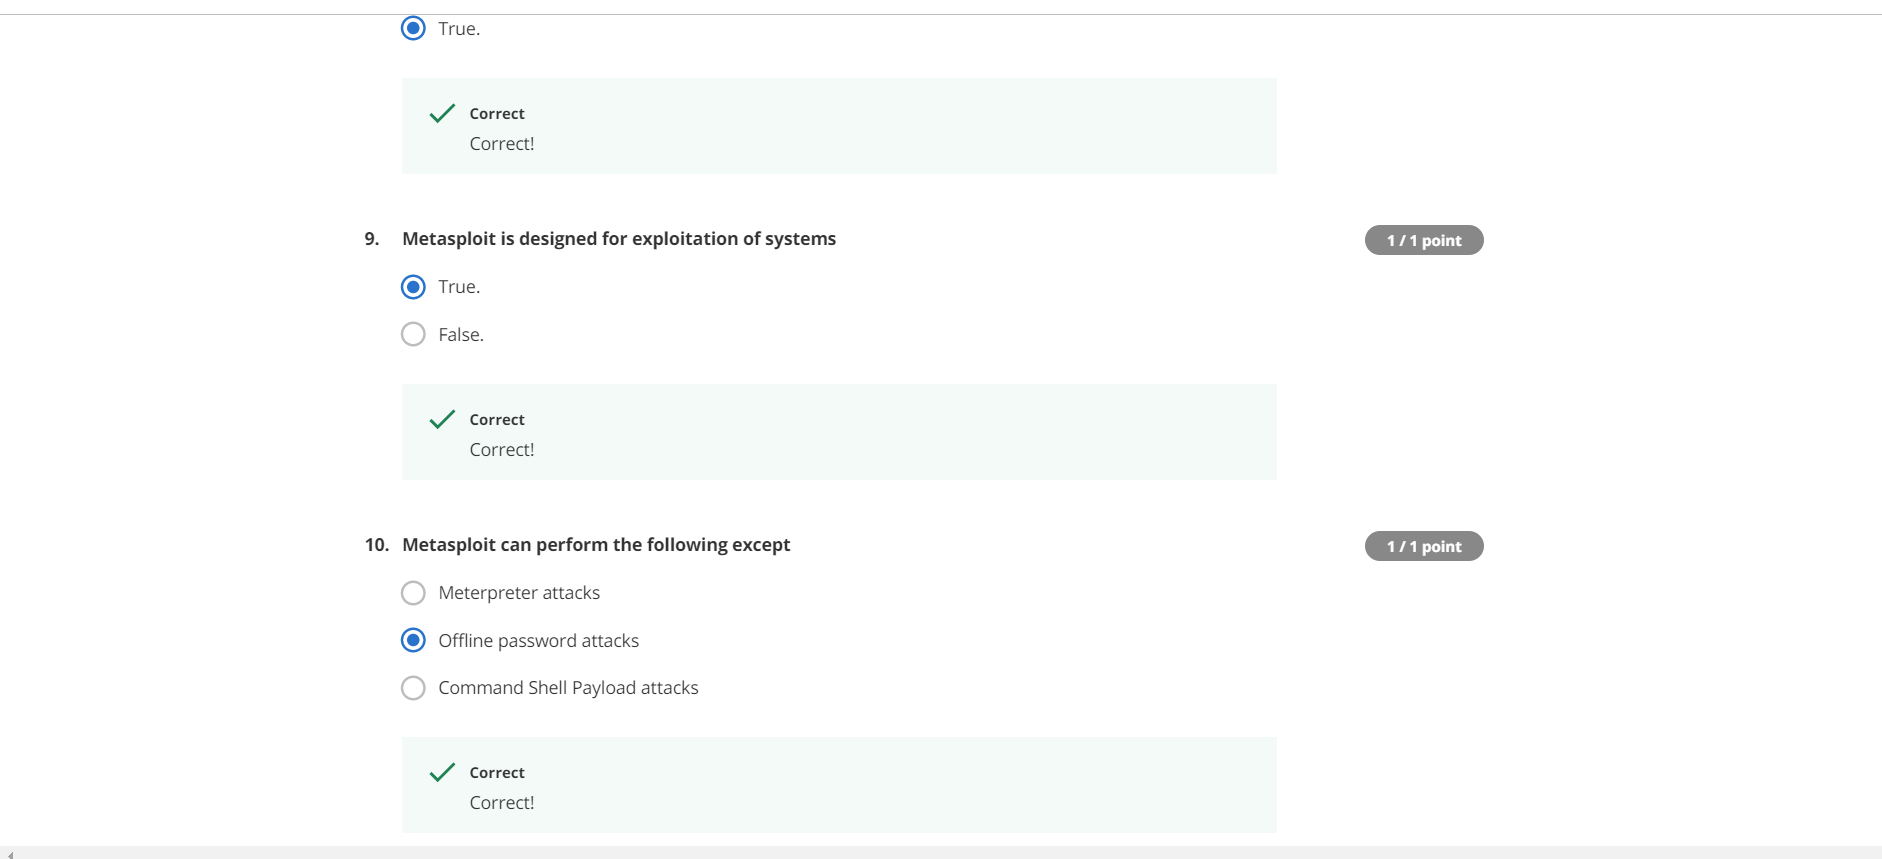 True.
Correct
Correct!
9. Metasploit is designed for exploitation of systems
1 / 1 point
True.
False.
Correct
Correct!
10. Metasploit can perform the following except
1 / 1 point
Meterpreter attacks
Offline password attacks
Command Shell Payload attacks
Correct
Correct!